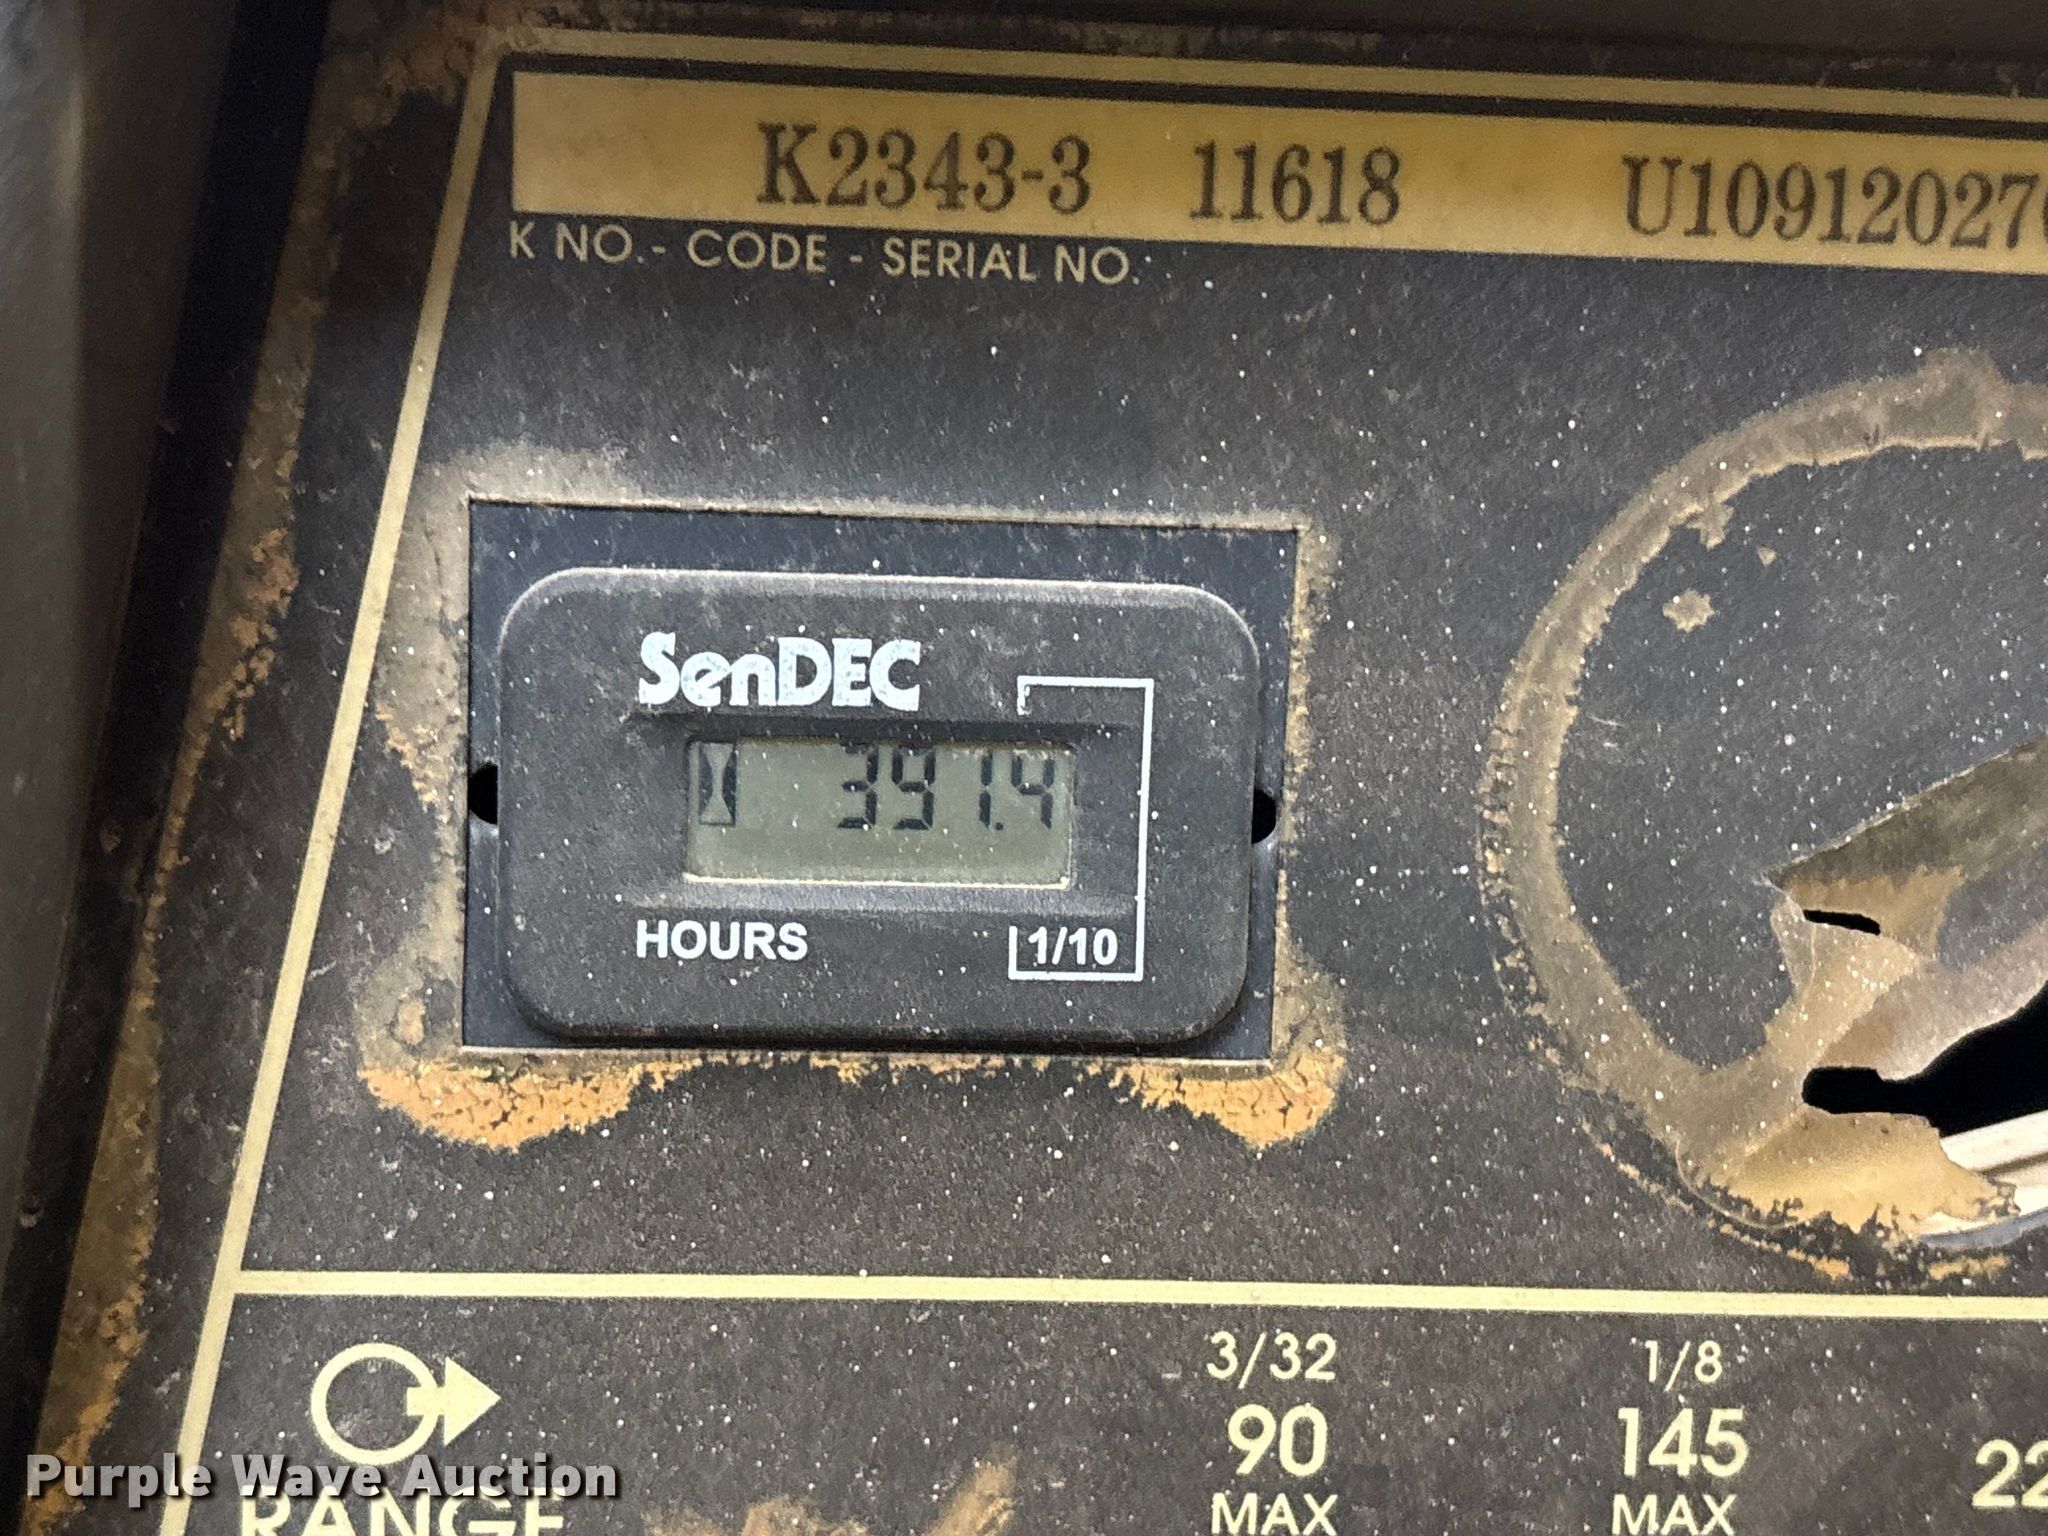 K2343-3 11618
K NO. - CODE - SERIAL NO.
SenDEC
391.4
HOURS 1/10
3/32 1/8
90 145
MAX MAX
RANGE
Purple Wave Auction